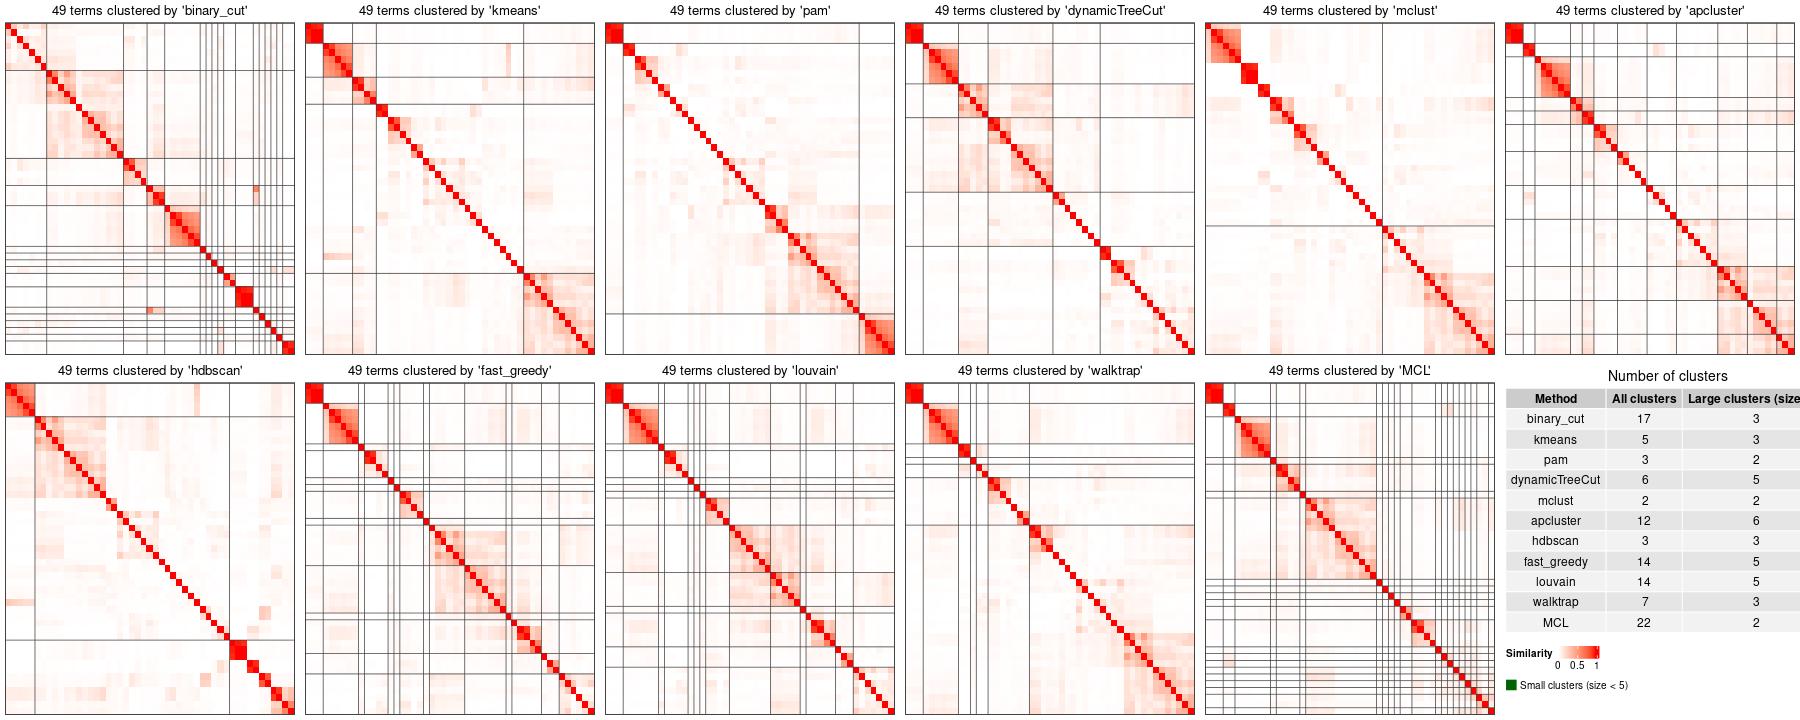 49 terms clustered by 'binary_cut'
49 terms clustered by 'kmeans'
49 terms clustered by 'pam'
49 terms clustered by 'dynamicTreeCut'
49 terms clustered by 'mclust'
49 terms clustered by 'apcluster'
49 terms clustered by 'hdbscan'
49 terms clustered by 'fast_greedy'
49 terms clustered by 'louvain'
49 terms clustered by 'walktrap'
49 terms clustered by 'MCL'
Number of clusters
Method All clusters Large clusters (size
binary_cut 17 3
kmeans 5 3
pam 3 2
dynamicTreeCut 6 5
mclust 2 2
apcluster 12 6
hdbscan 3 3
fast_greedy 14 5
louvain 14 5
walktrap 7 3
MCL 22 2
Similarity
0 0.5 1
Small clusters (size < 5)